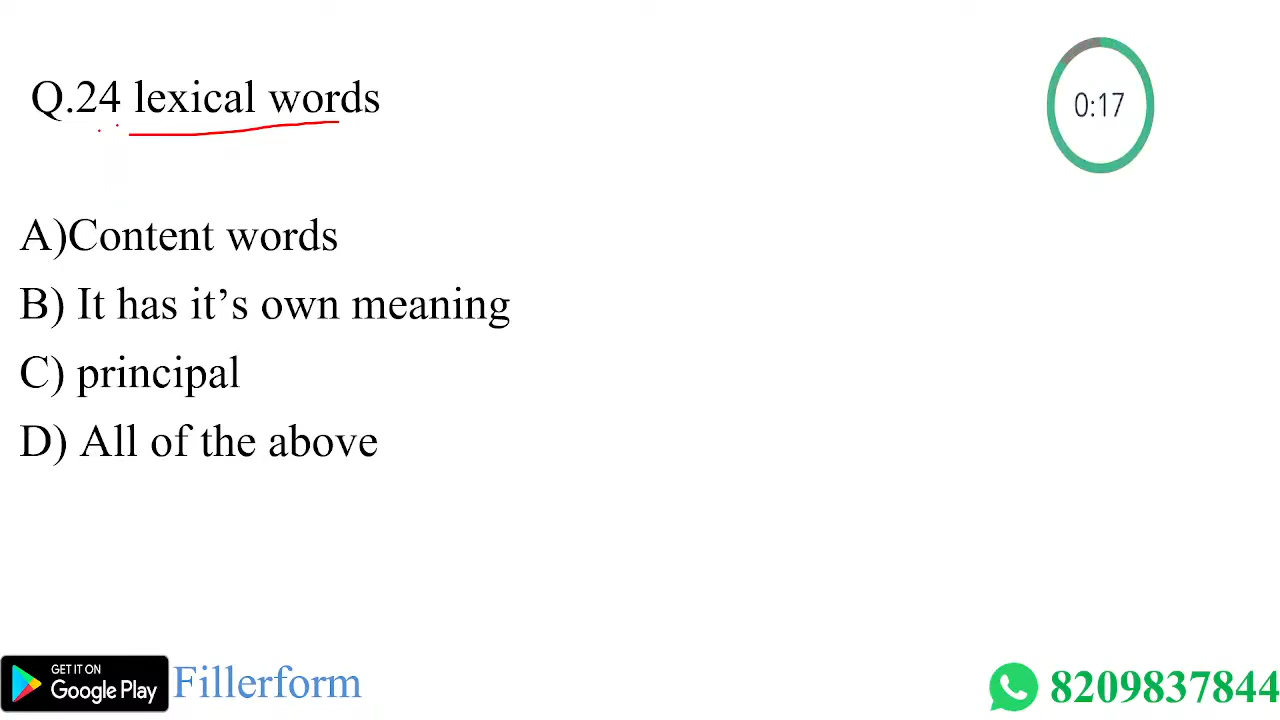 Q.24 lexical words
0:17
A)Content words
B) It has it’s own meaning
C) principal
D) All of the above
GET IT ON
Google Play
Fillerform
8209837844